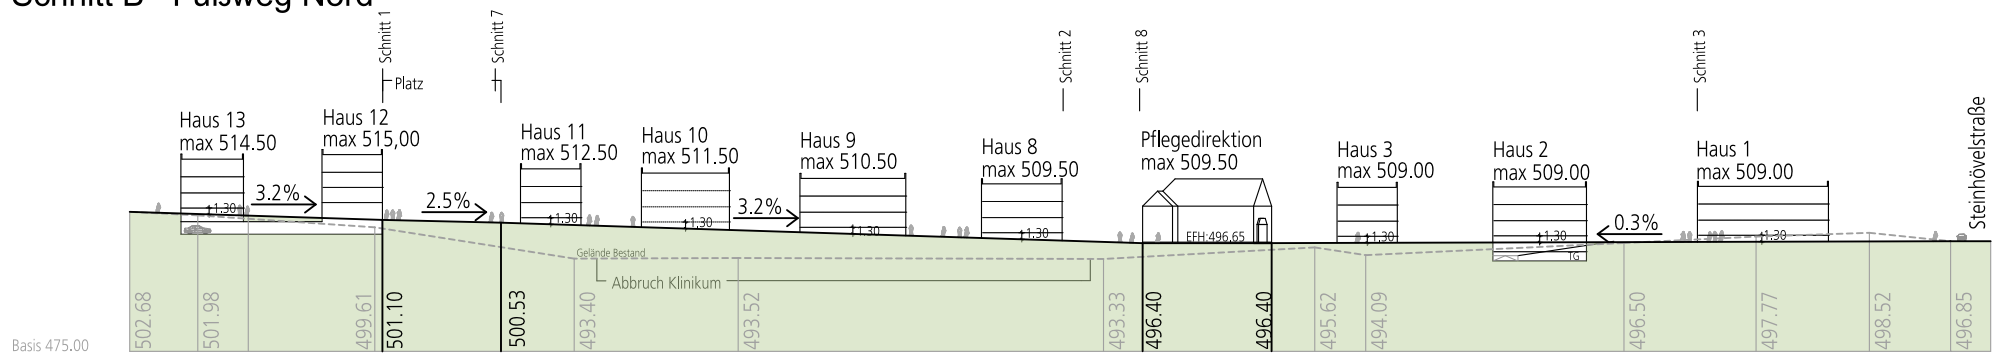 Schnitt B - Pulsweg Nord
Schnitt 1
Schnitt 7
Schnitt 2
Schnitt 8
Schnitt 3
Platz
Haus 13
max 514.50
Haus 12
max 515,00
Haus 11
max 512.50
Haus 10
max 511.50
Haus 9
max 510.50
Haus 8
max 509.50
Pflegedirektion
max 509.50
Haus 3
max 509.00
Haus 2
max 509.00
Haus 1
max 509.00
Steinhövelstraße
3.2%
2.5%
3.2%
0.3%
1.30
1.30
1.30
1.30
1.30
EFH:496,65
1.30
1.30
1.30
TG
Gelände Bestand
Abbruch Klinikum
502.68
501.98
499.61
501.10
500.53
493.40
493.52
493.33
496.40
496.40
495.62
494.09
496.50
497.77
498.52
496.85
Basis 475.00